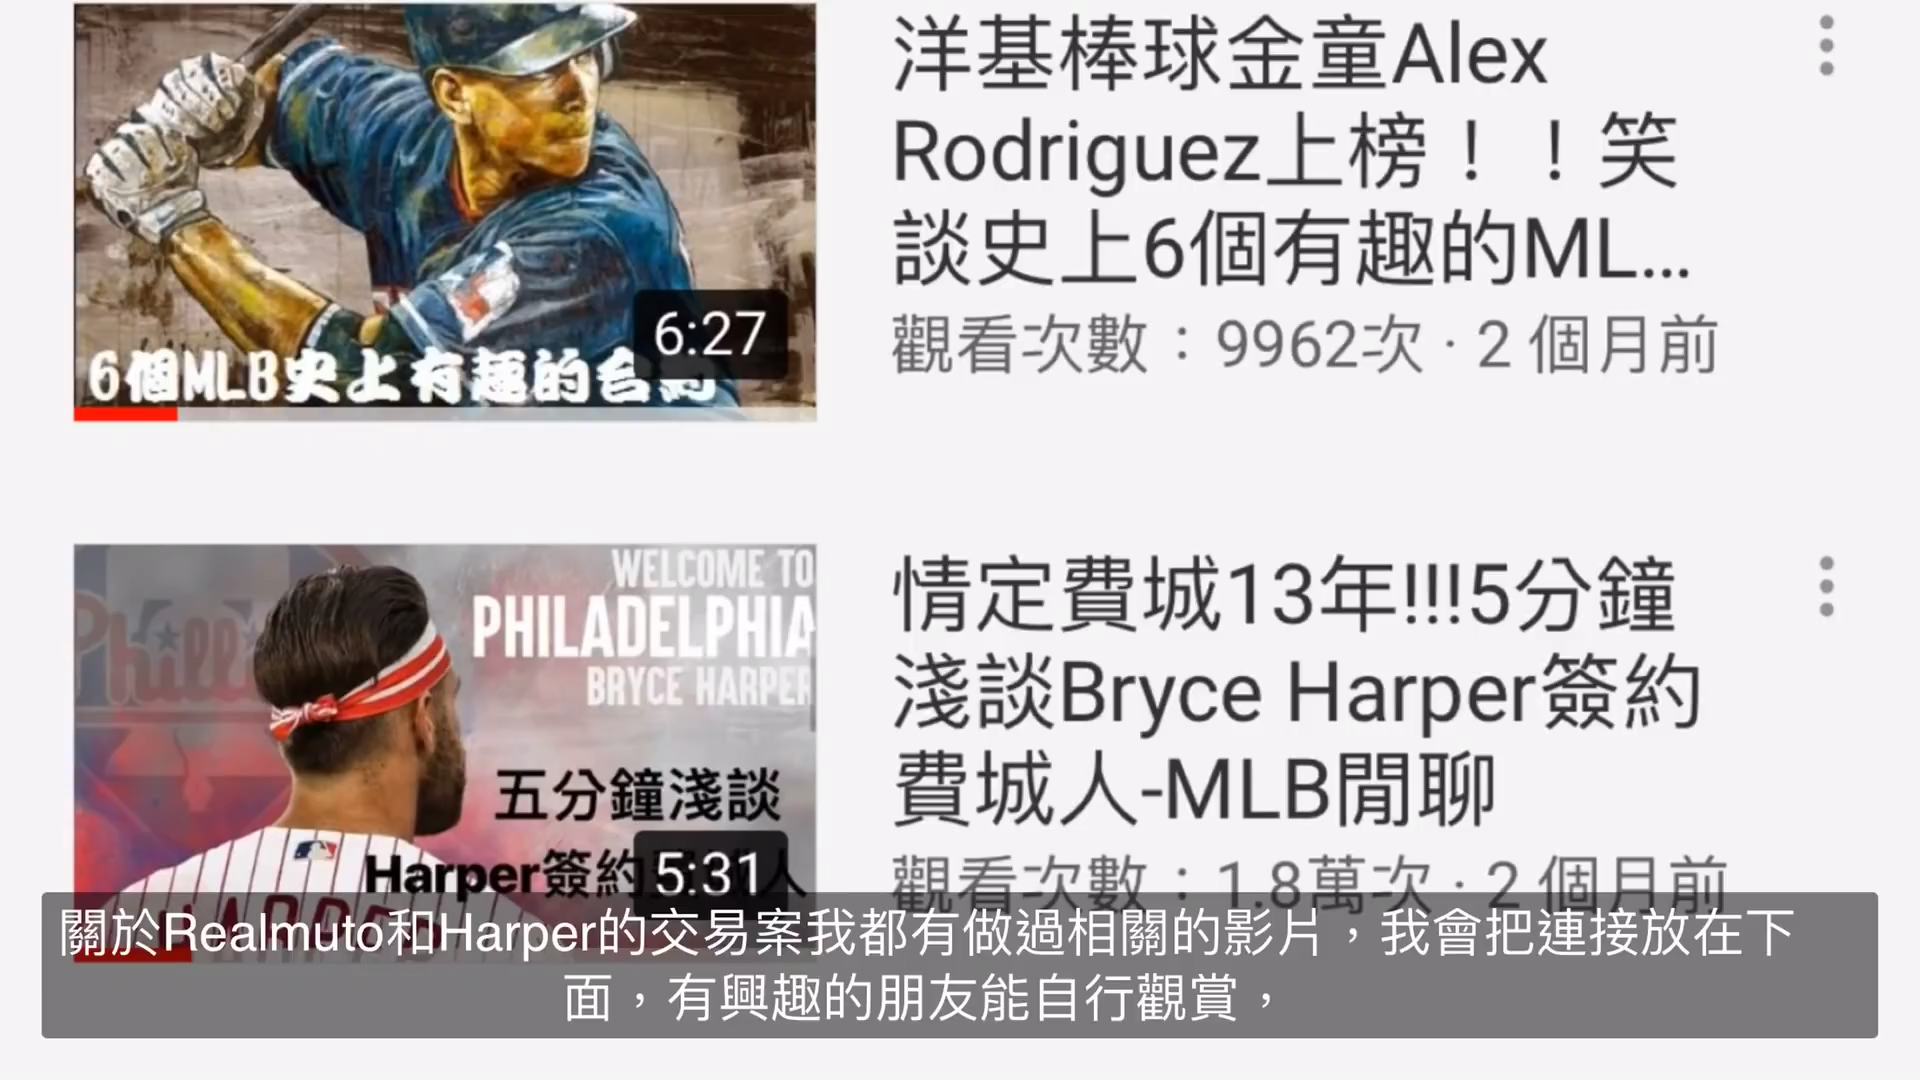 洋基棒球金童Alex
Rodriguez上榜！！笑
談史上6個有趣的ML...
觀看次數：9962次 · 2 個月前
6:27
6個MLB史上有趣的合約
WELCOME TO
PHILADELPHIA
BRYCE HARPER
Phillies
五分鐘淺談
Harper簽約費城人
5:31
情定費城13年!!!5分鐘
淺談Bryce Harper簽約
費城人-MLB閒聊
觀看次數：1.8萬次 · 2 個月前
HARPER
關於Realmuto和Harper的交易案我都有做過相關的影片，我會把連接放在下
面，有興趣的朋友能自行觀賞，